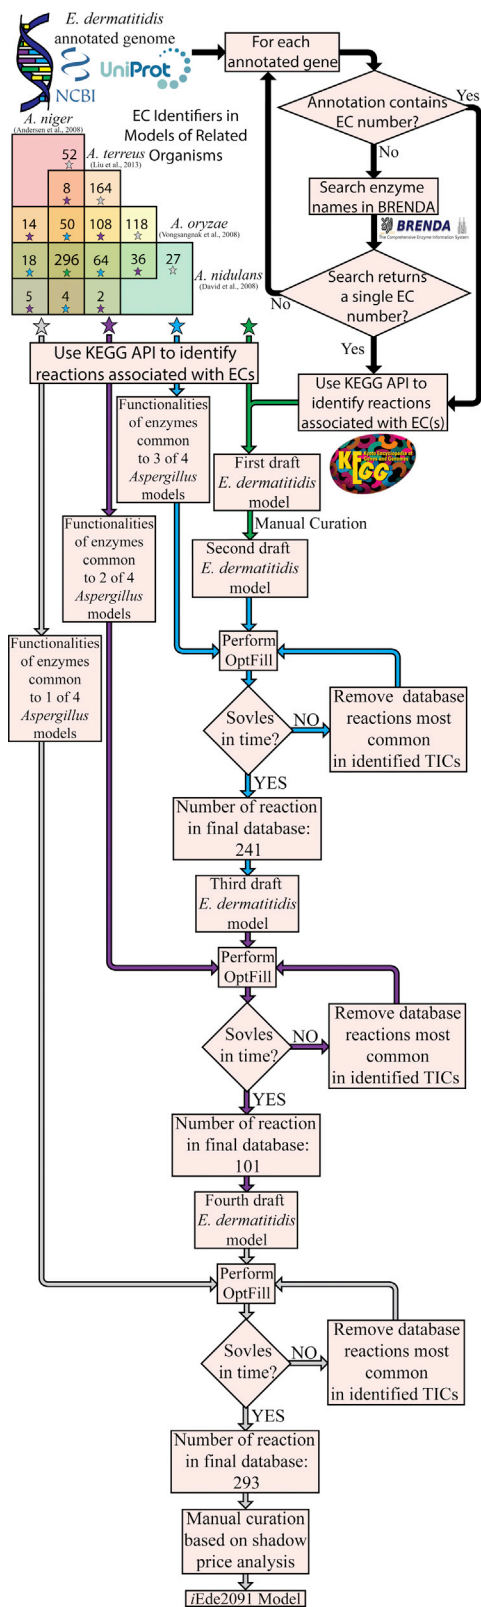 E. dermatitidis
annotated genome
NCBI
UniProt
For each
annotated gene
Annotation contains
EC number?
Yes
No
Search enzyme
names in BRENDA
BRENDA
The Comprehensive Enzyme Information System
Search returns
a single EC
number?
No
Yes
Use KEGG API to
identify reactions
associated with EC(s)
KEGG
Kyoto Encyclopedia of
Genes and Genomes
EC Identifiers in
Models of Related
Organisms
A. niger
(Andersen et al., 2008)
52
A. terreus
(Liu et al., 2013)
8 164
14 50 108 118
A. oryzae
(Vongsangnak et al., 2008)
18 296 64 36 27
A. nidulans
(David et al., 2008)
5 4 2
Use KEGG API to identify
reactions associated with ECs
Functionalities
of enzymes
common
to 3 of 4
Aspergillus
models
First draft
E. dermatitidis
model
Manual Curation
Functionalities
of enzymes
common
to 2 of 4
Aspergillus
models
Second draft
E. dermatitidis
model
Functionalities
of enzymes
common
to 1 of 4
Aspergillus
models
Perform
OptFill
Sovles
in time?
NO
Remove database
reactions most
common
in identified TICs
YES
Number of reaction
in final database:
241
Third draft
E. dermatitidis
model
Perform
OptFill
Sovles
in time?
NO
Remove database
reactions most
common
in identified TICs
YES
Number of reaction
in final database:
101
Fourth draft
E. dermatitidis
model
Perform
OptFill
Sovles
in time?
NO
Remove database
reactions most
common
in identified TICs
YES
Number of reaction
in final database:
293
Manual curation
based on shadow
price analysis
iEde2091 Model